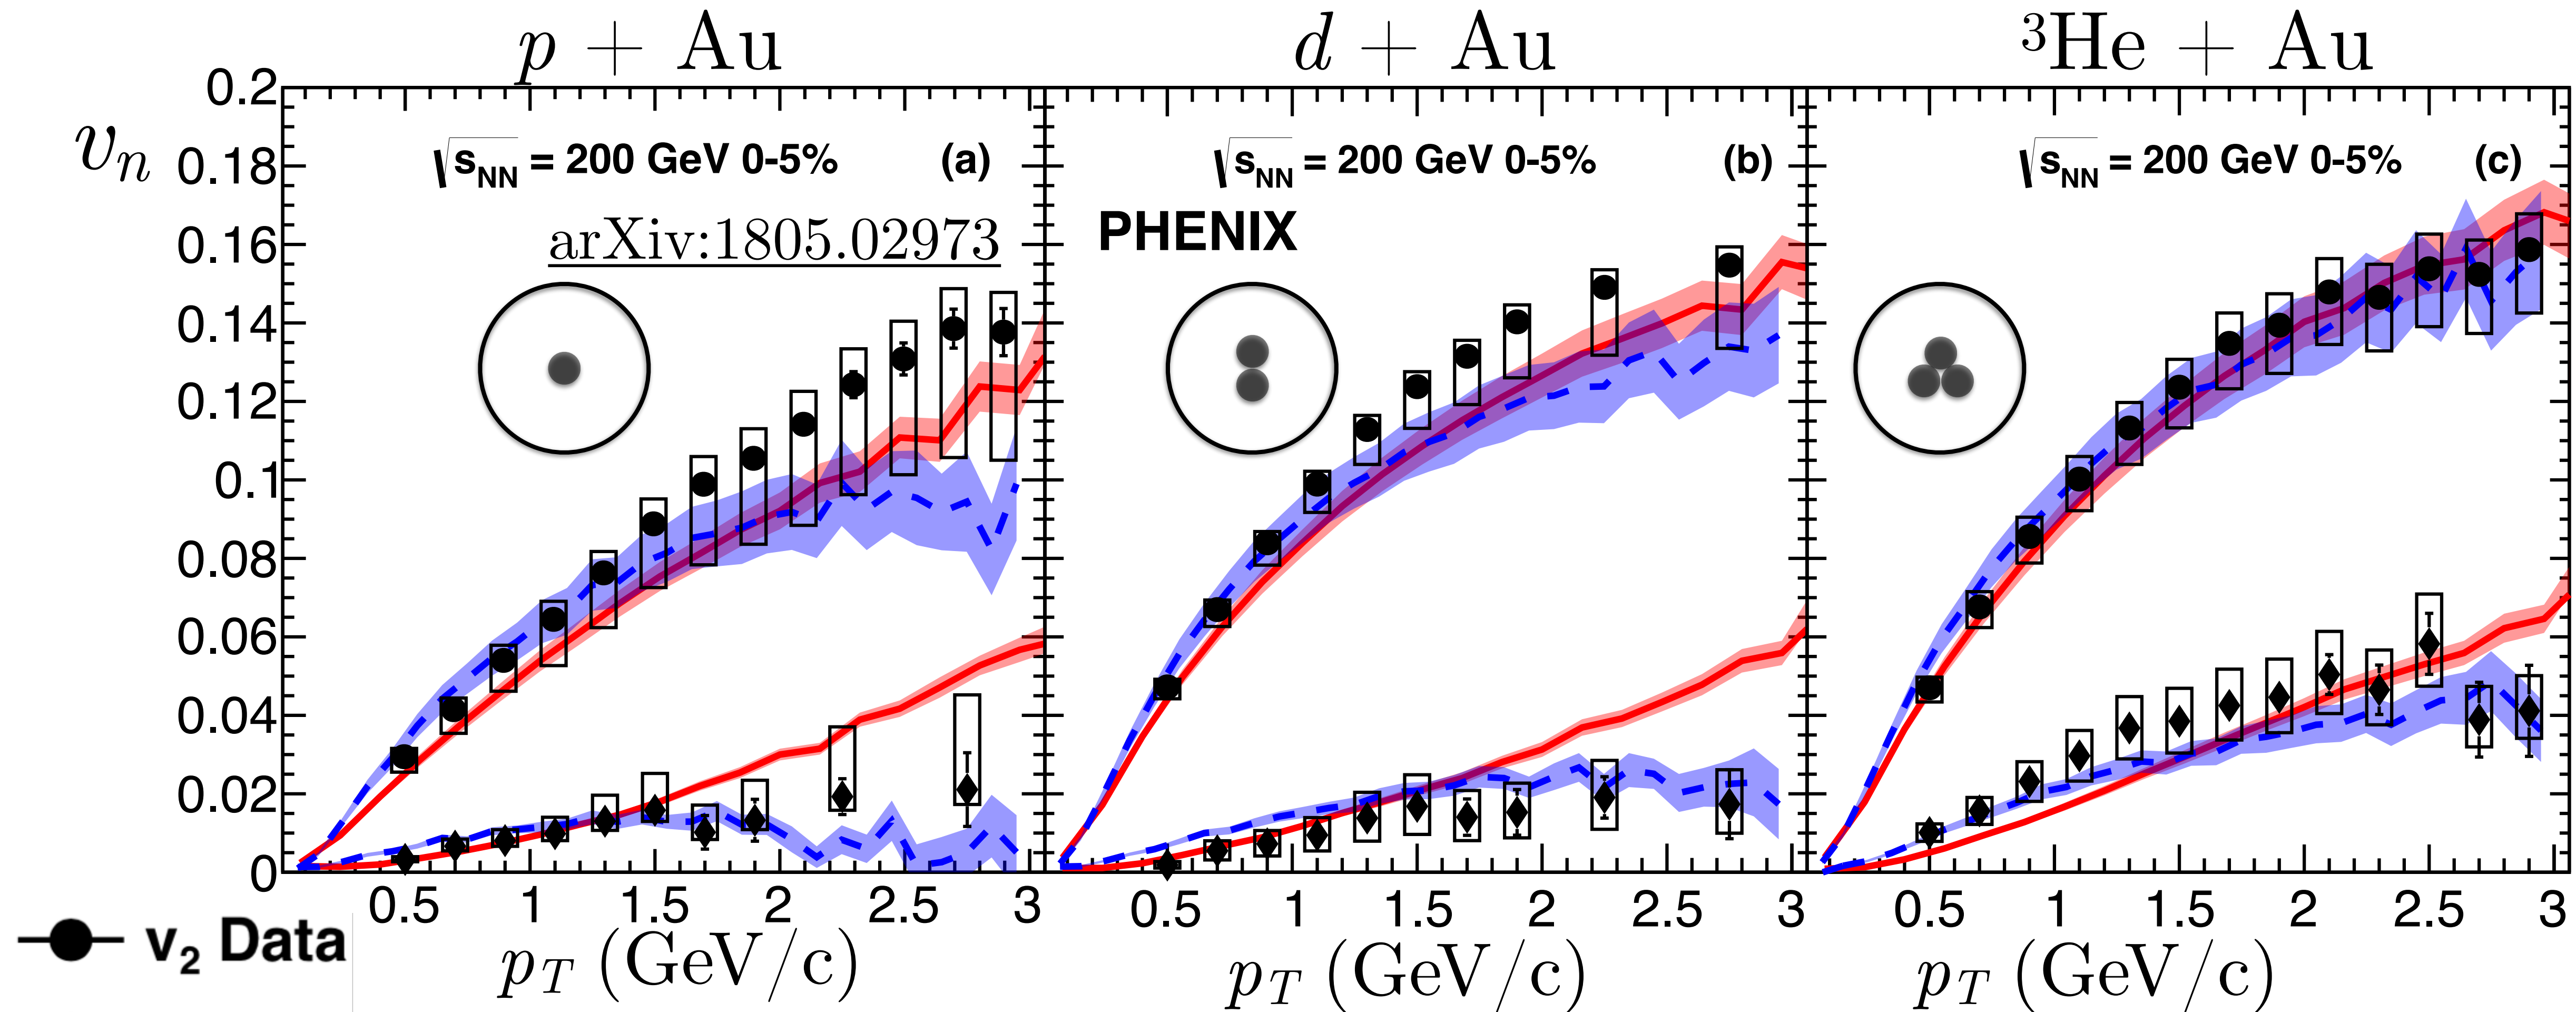 p + Au
d + Au
³He + Au
vₙ
0.2
0.18
0.16
0.14
0.12
0.1
0.08
0.06
0.04
0.02
0
√sNN = 200 GeV 0-5% (a)
arXiv:1805.02973
√sNN = 200 GeV 0-5% (b)
PHENIX
√sNN = 200 GeV 0-5% (c)
0.5 1 1.5 2 2.5 3
0.5 1 1.5 2 2.5 3
0.5 1 1.5 2 2.5 3
v₂ Data
pT (GeV/c)
pT (GeV/c)
pT (GeV/c)